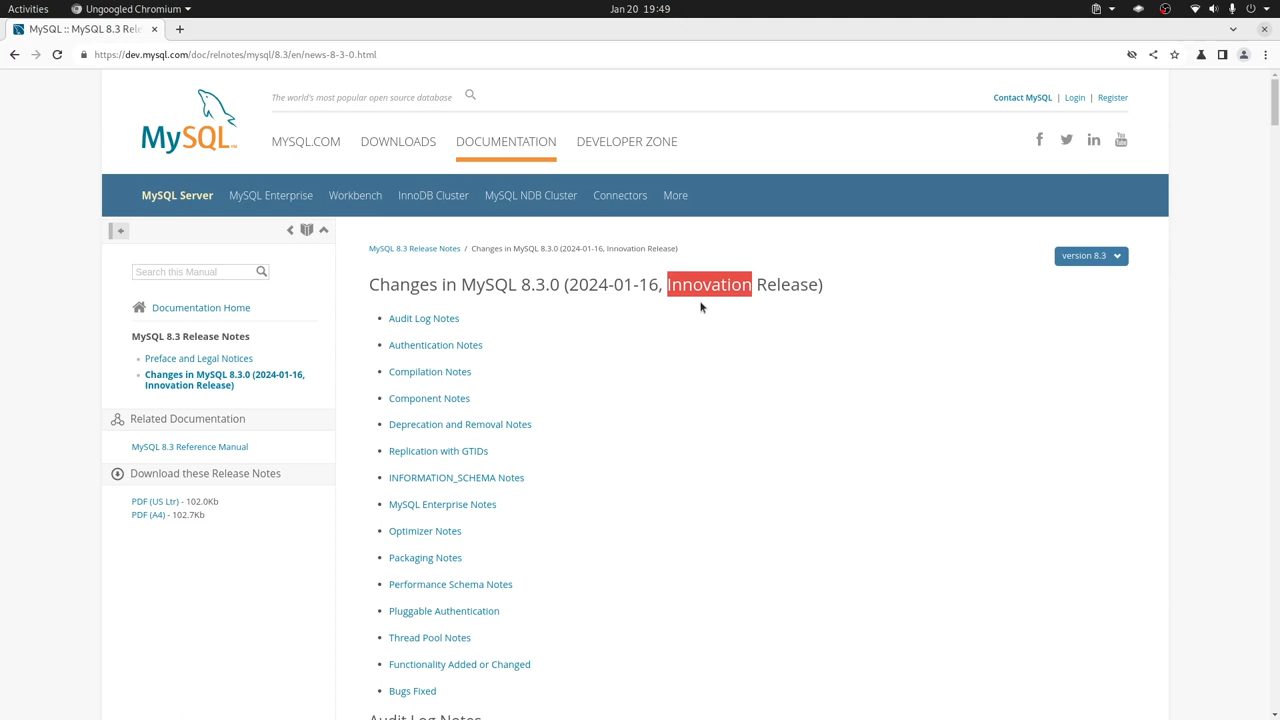 Activities
Ungoogled Chromium
Jan 20 19:49
MySQL :: MySQL 8.3 Rele
https://dev.mysql.com/doc/relnotes/mysql/8.3/en/news-8-3-0.html
MySQL
The world's most popular open source database
Contact MySQL | Login | Register
MYSQL.COM DOWNLOADS DOCUMENTATION DEVELOPER ZONE
MySQL Server MySQL Enterprise Workbench InnoDB Cluster MySQL NDB Cluster Connectors More
Search this Manual
Documentation Home
MySQL 8.3 Release Notes
Preface and Legal Notices
Changes in MySQL 8.3.0 (2024-01-16,
Innovation Release)
Related Documentation
MySQL 8.3 Reference Manual
Download these Release Notes
PDF (US Ltr) - 102.0Kb
PDF (A4) - 102.7Kb
MySQL 8.3 Release Notes / Changes in MySQL 8.3.0 (2024-01-16, Innovation Release)
version 8.3
Changes in MySQL 8.3.0 (2024-01-16, Innovation Release)
Audit Log Notes
Authentication Notes
Compilation Notes
Component Notes
Deprecation and Removal Notes
Replication with GTIDs
INFORMATION_SCHEMA Notes
MySQL Enterprise Notes
Optimizer Notes
Packaging Notes
Performance Schema Notes
Pluggable Authentication
Thread Pool Notes
Functionality Added or Changed
Bugs Fixed
Audit Log Notes